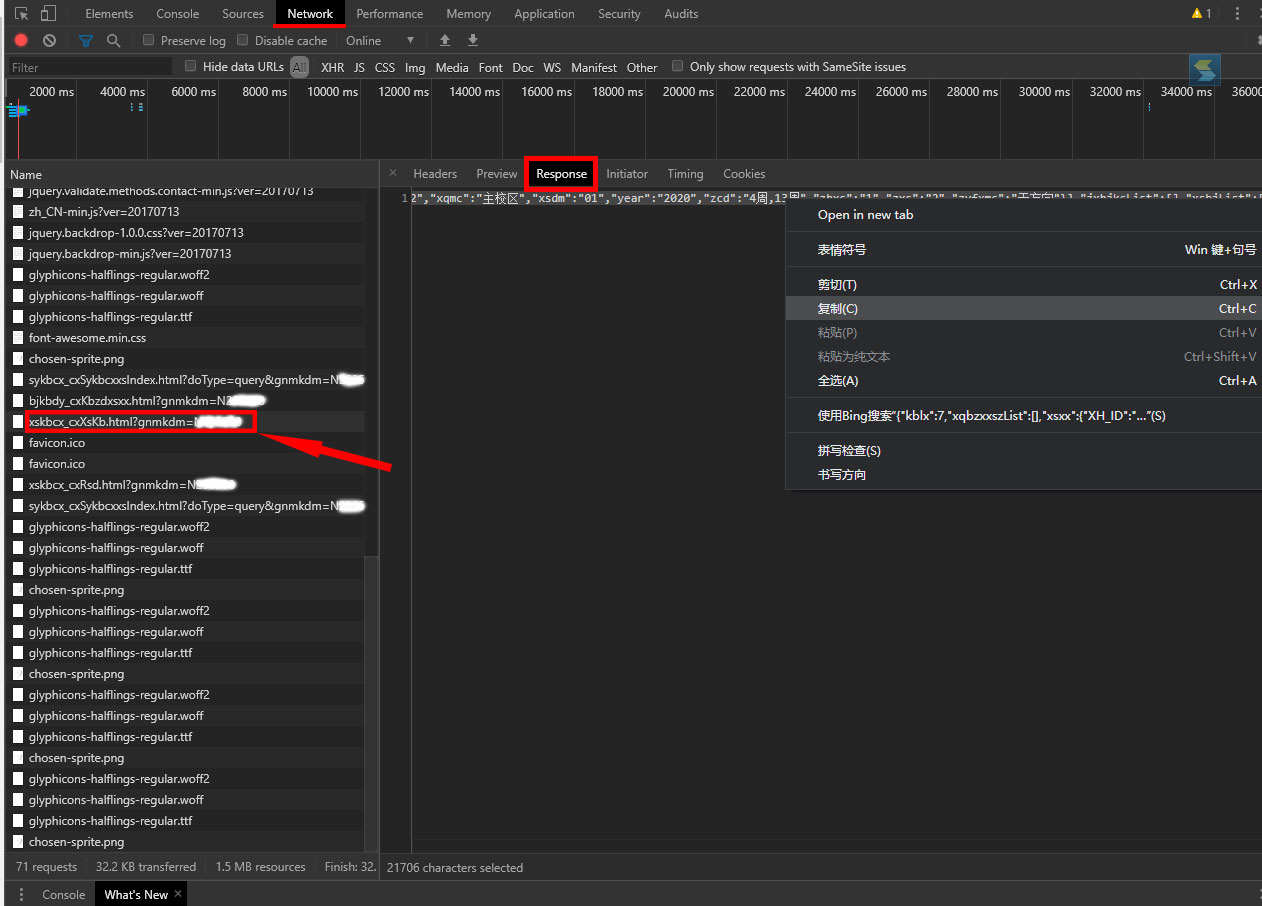 Elements Console Sources Network Performance Memory Application Security Audits 1
Preserve log Disable cache Online
Filter Hide data URLs All XHR JS CSS Img Media Font Doc WS Manifest Other Only show requests with SameSite issues
2000 ms 4000 ms 6000 ms 8000 ms 10000 ms 12000 ms 14000 ms 16000 ms 18000 ms 20000 ms 22000 ms 24000 ms 26000 ms 28000 ms 30000 ms 32000 ms 34000 ms 36000
Name
jquery.validate.methods.contact-min.js?ver=20170713
zh_CN-min.js?ver=20170713
jquery.backdrop-1.0.0.css?ver=20170713
jquery.backdrop-min.js?ver=20170713
glyphicons-halflings-regular.woff2
glyphicons-halflings-regular.woff
glyphicons-halflings-regular.ttf
font-awesome.min.css
chosen-sprite.png
sykbcx_cxSykbcxxsIndex.html?doType=query&gnmkdm=N
bjkbdy_cxKbzdxsxx.html?gnmkdm=N2
xskbcx_cxXsKb.html?gnmkdm=
favicon.ico
favicon.ico
xskbcx_cxRsd.html?gnmkdm=N
sykbcx_cxSykbcxxsIndex.html?doType=query&gnmkdm=N
glyphicons-halflings-regular.woff2
glyphicons-halflings-regular.woff
glyphicons-halflings-regular.ttf
chosen-sprite.png
glyphicons-halflings-regular.woff2
glyphicons-halflings-regular.woff
glyphicons-halflings-regular.ttf
chosen-sprite.png
glyphicons-halflings-regular.woff2
glyphicons-halflings-regular.woff
glyphicons-halflings-regular.ttf
chosen-sprite.png
glyphicons-halflings-regular.woff2
glyphicons-halflings-regular.woff
glyphicons-halflings-regular.ttf
chosen-sprite.png
71 requests 32.2 KB transferred 1.5 MB resources Finish: 32.
× Headers Preview Response Initiator Timing Cookies
1 2","xqmc":"主校区","xsdm":"01","year":"2020","zcd":"4周,13周"
Open in new tab
表情符号 Win 键+句号
剪切(T) Ctrl+X
复制(C) Ctrl+C
粘贴(P) Ctrl+V
粘贴为纯文本 Ctrl+Shift+V
全选(A) Ctrl+A
使用Bing搜索"{"kblx":7,"xqbzxxszList":[],"xsxx":{"XH_ID":"..."(S)
拼写检查(S)
书写方向
21706 characters selected
Console What's New ×